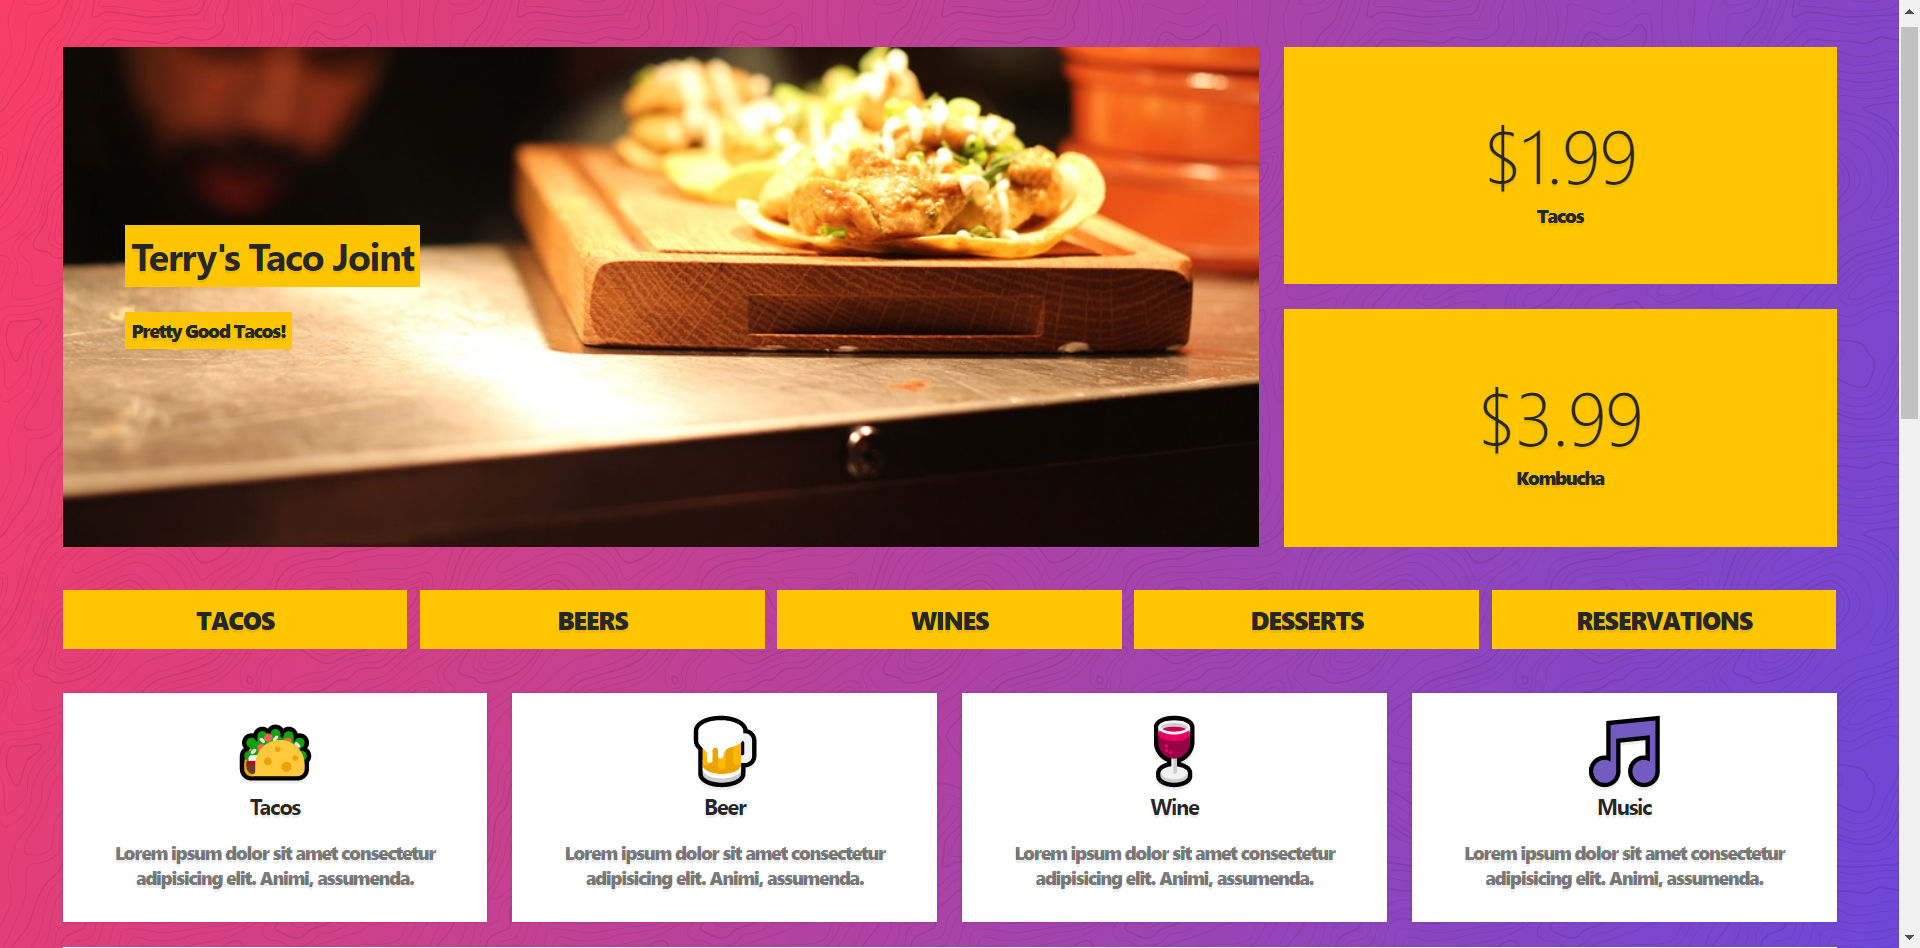 Terry's Taco Joint
Pretty Good Tacos!
$1.99
Tacos
$3.99
Kombucha
TACOS
BEERS
WINES
DESSERTS
RESERVATIONS
Tacos
Lorem ipsum dolor sit amet consectetur
adipisicing elit. Animi, assumenda.
Beer
Lorem ipsum dolor sit amet consectetur
adipisicing elit. Animi, assumenda.
Wine
Lorem ipsum dolor sit amet consectetur
adipisicing elit. Animi, assumenda.
Music
Lorem ipsum dolor sit amet consectetur
adipisicing elit. Animi, assumenda.